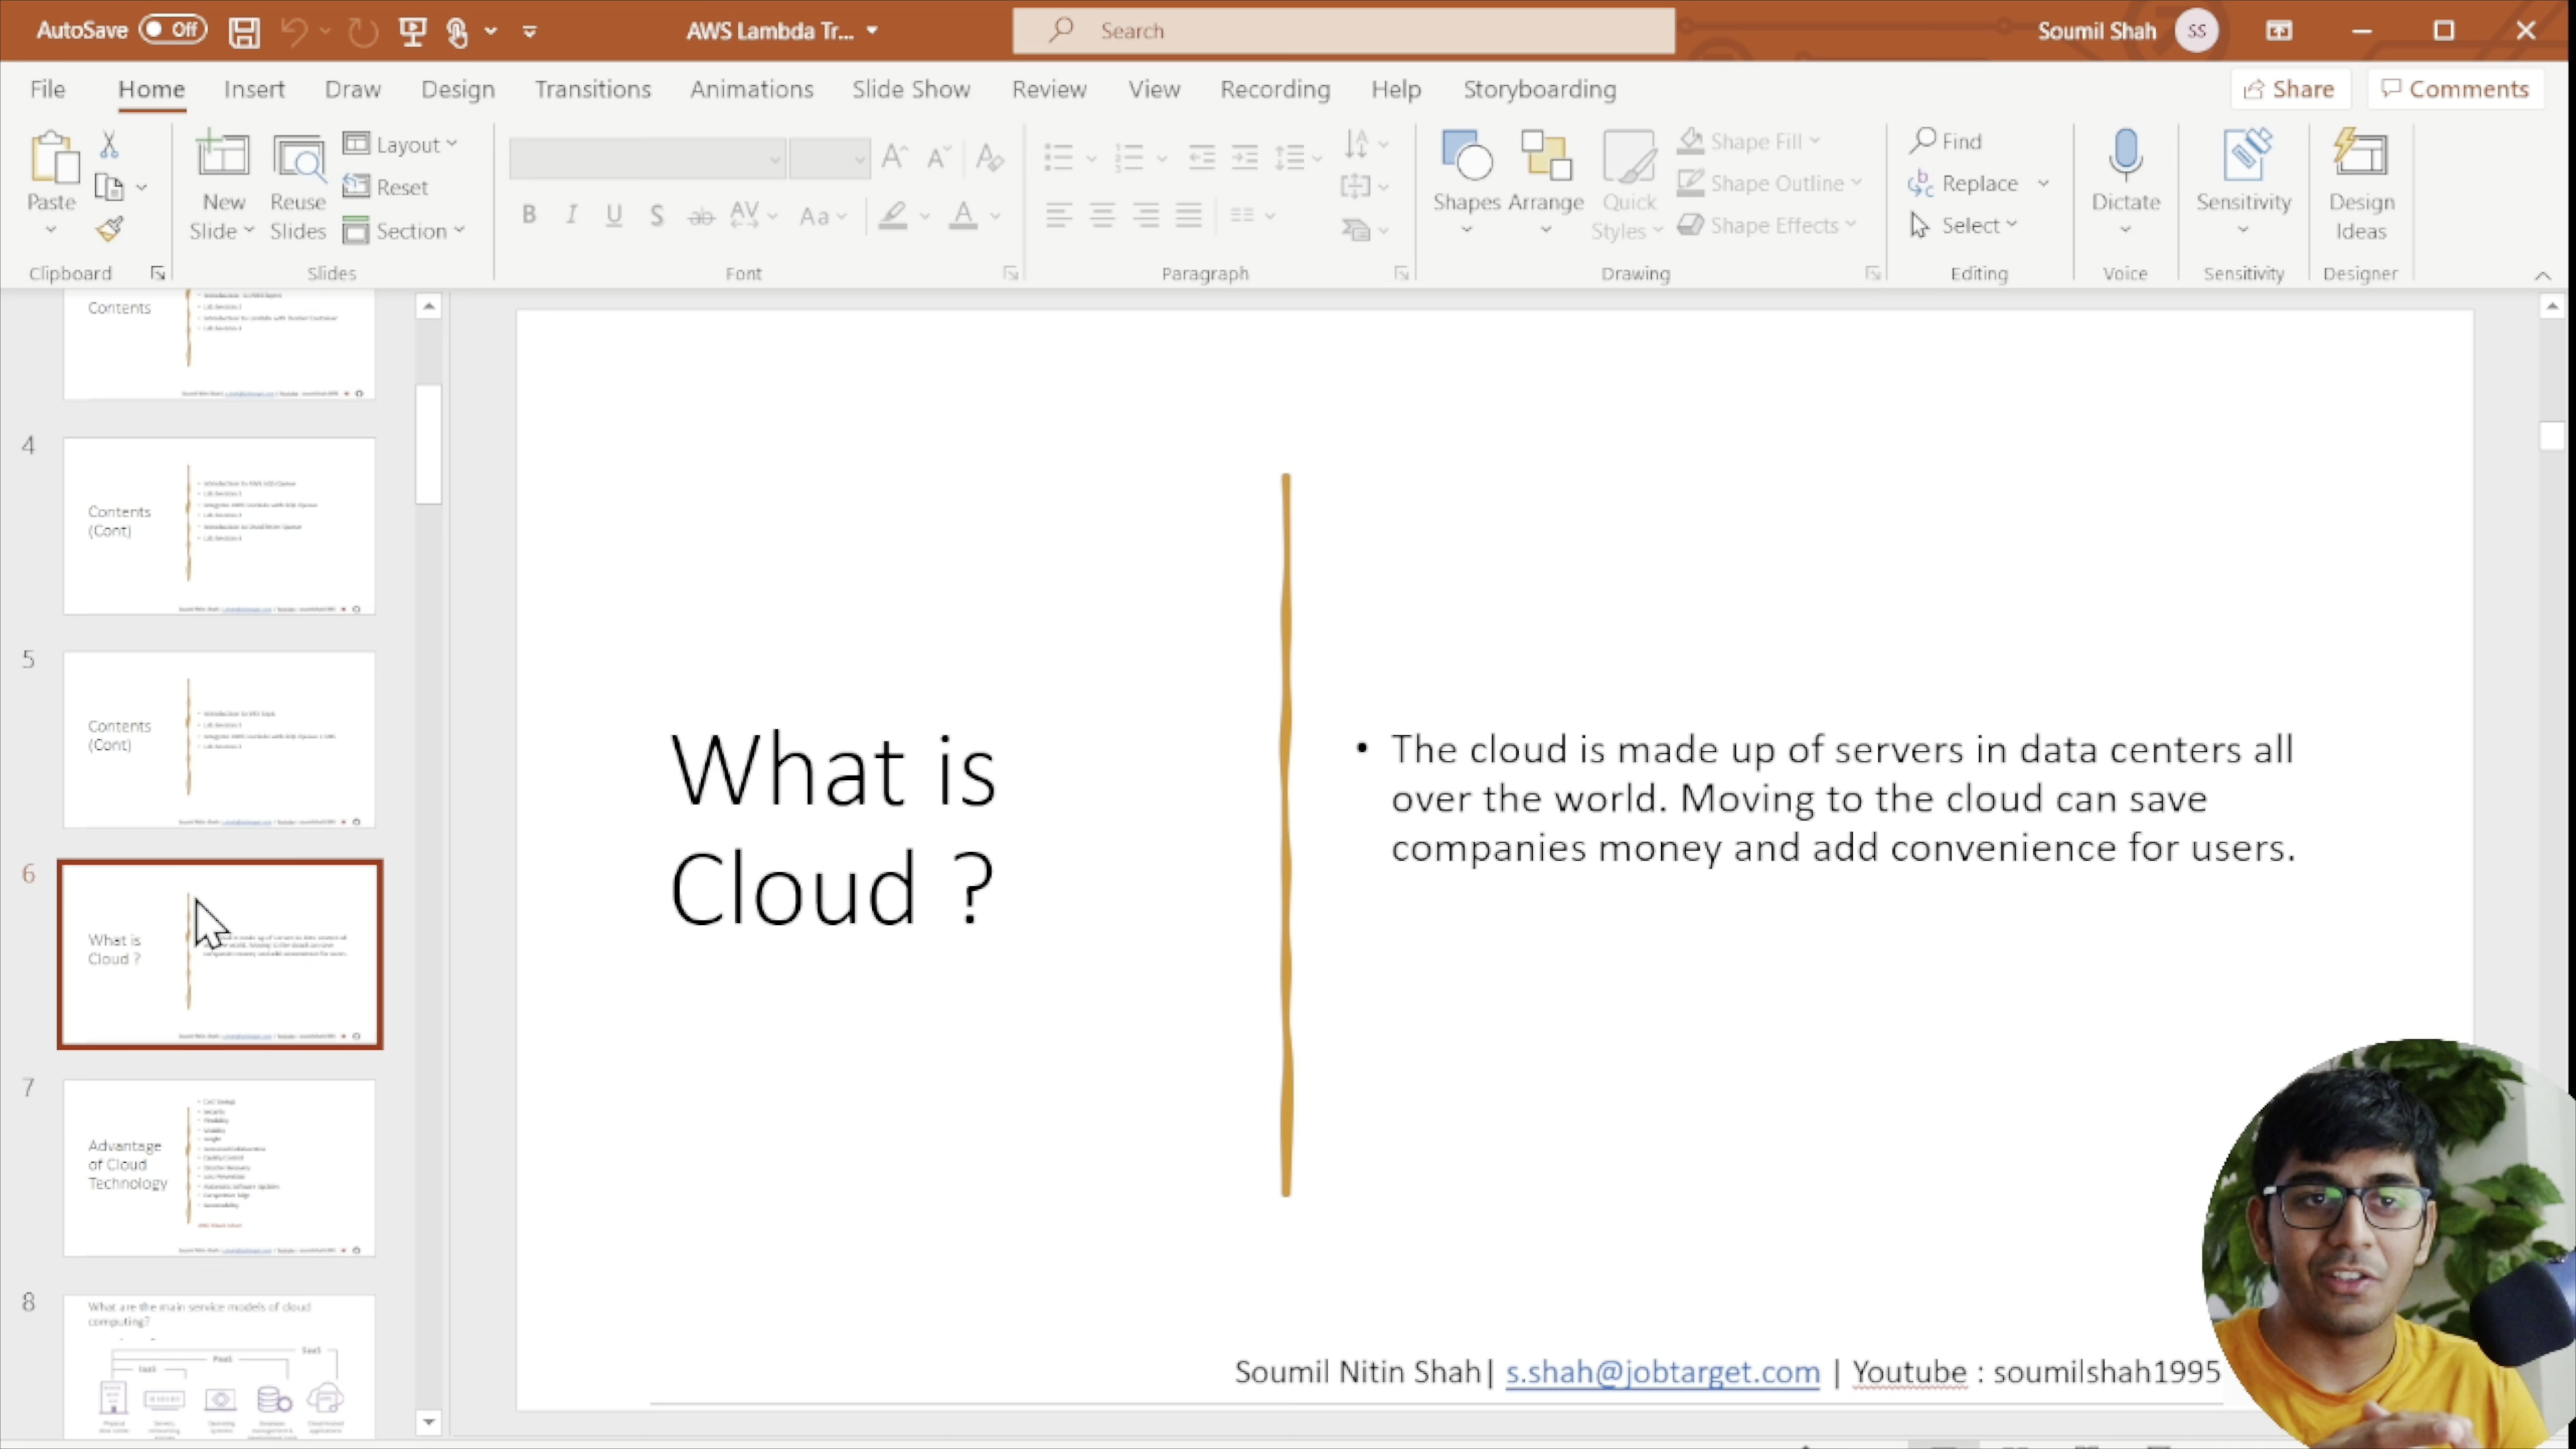 AutoSave Off AWS Lambda Tr... Search Soumil Shah SS
File Home Insert Draw Design Transitions Animations Slide Show Review View Recording Help Storyboarding Share Comments
Paste
New Slide
Reuse Slides
Layout
Reset
Section
B I U S ab AV Aa A
Shapes Arrange Quick Styles
Shape Fill
Shape Outline
Shape Effects
Find
Replace
Select
Dictate
Sensitivity
Design Ideas
Clipboard Slides Font Paragraph Drawing Editing Voice Sensitivity Designer
Contents
4
Contents
(Cont)
5
Contents
(Cont)
6
What is
Cloud ?
7
Advantage
of Cloud
Technology
8
What are the main service models of cloud
computing?
SaaS
PaaS
IaaS
What is
Cloud ?
• The cloud is made up of servers in data centers all
over the world. Moving to the cloud can save
companies money and add convenience for users.
Soumil Nitin Shah| s.shah@jobtarget.com | Youtube : soumilshah1995